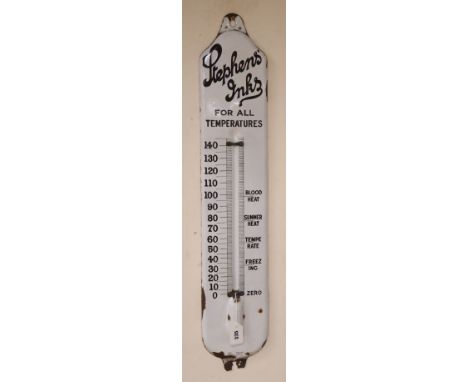 Stephens'
Inks
FOR ALL
TEMPERATURES
140
130
120
110
100
90
80
70
60
50
40
30
20
10
0
BLOOD
HEAT
SUMMER
HEAT
TEMPE
RATE
FREEZ
ING
ZERO
235